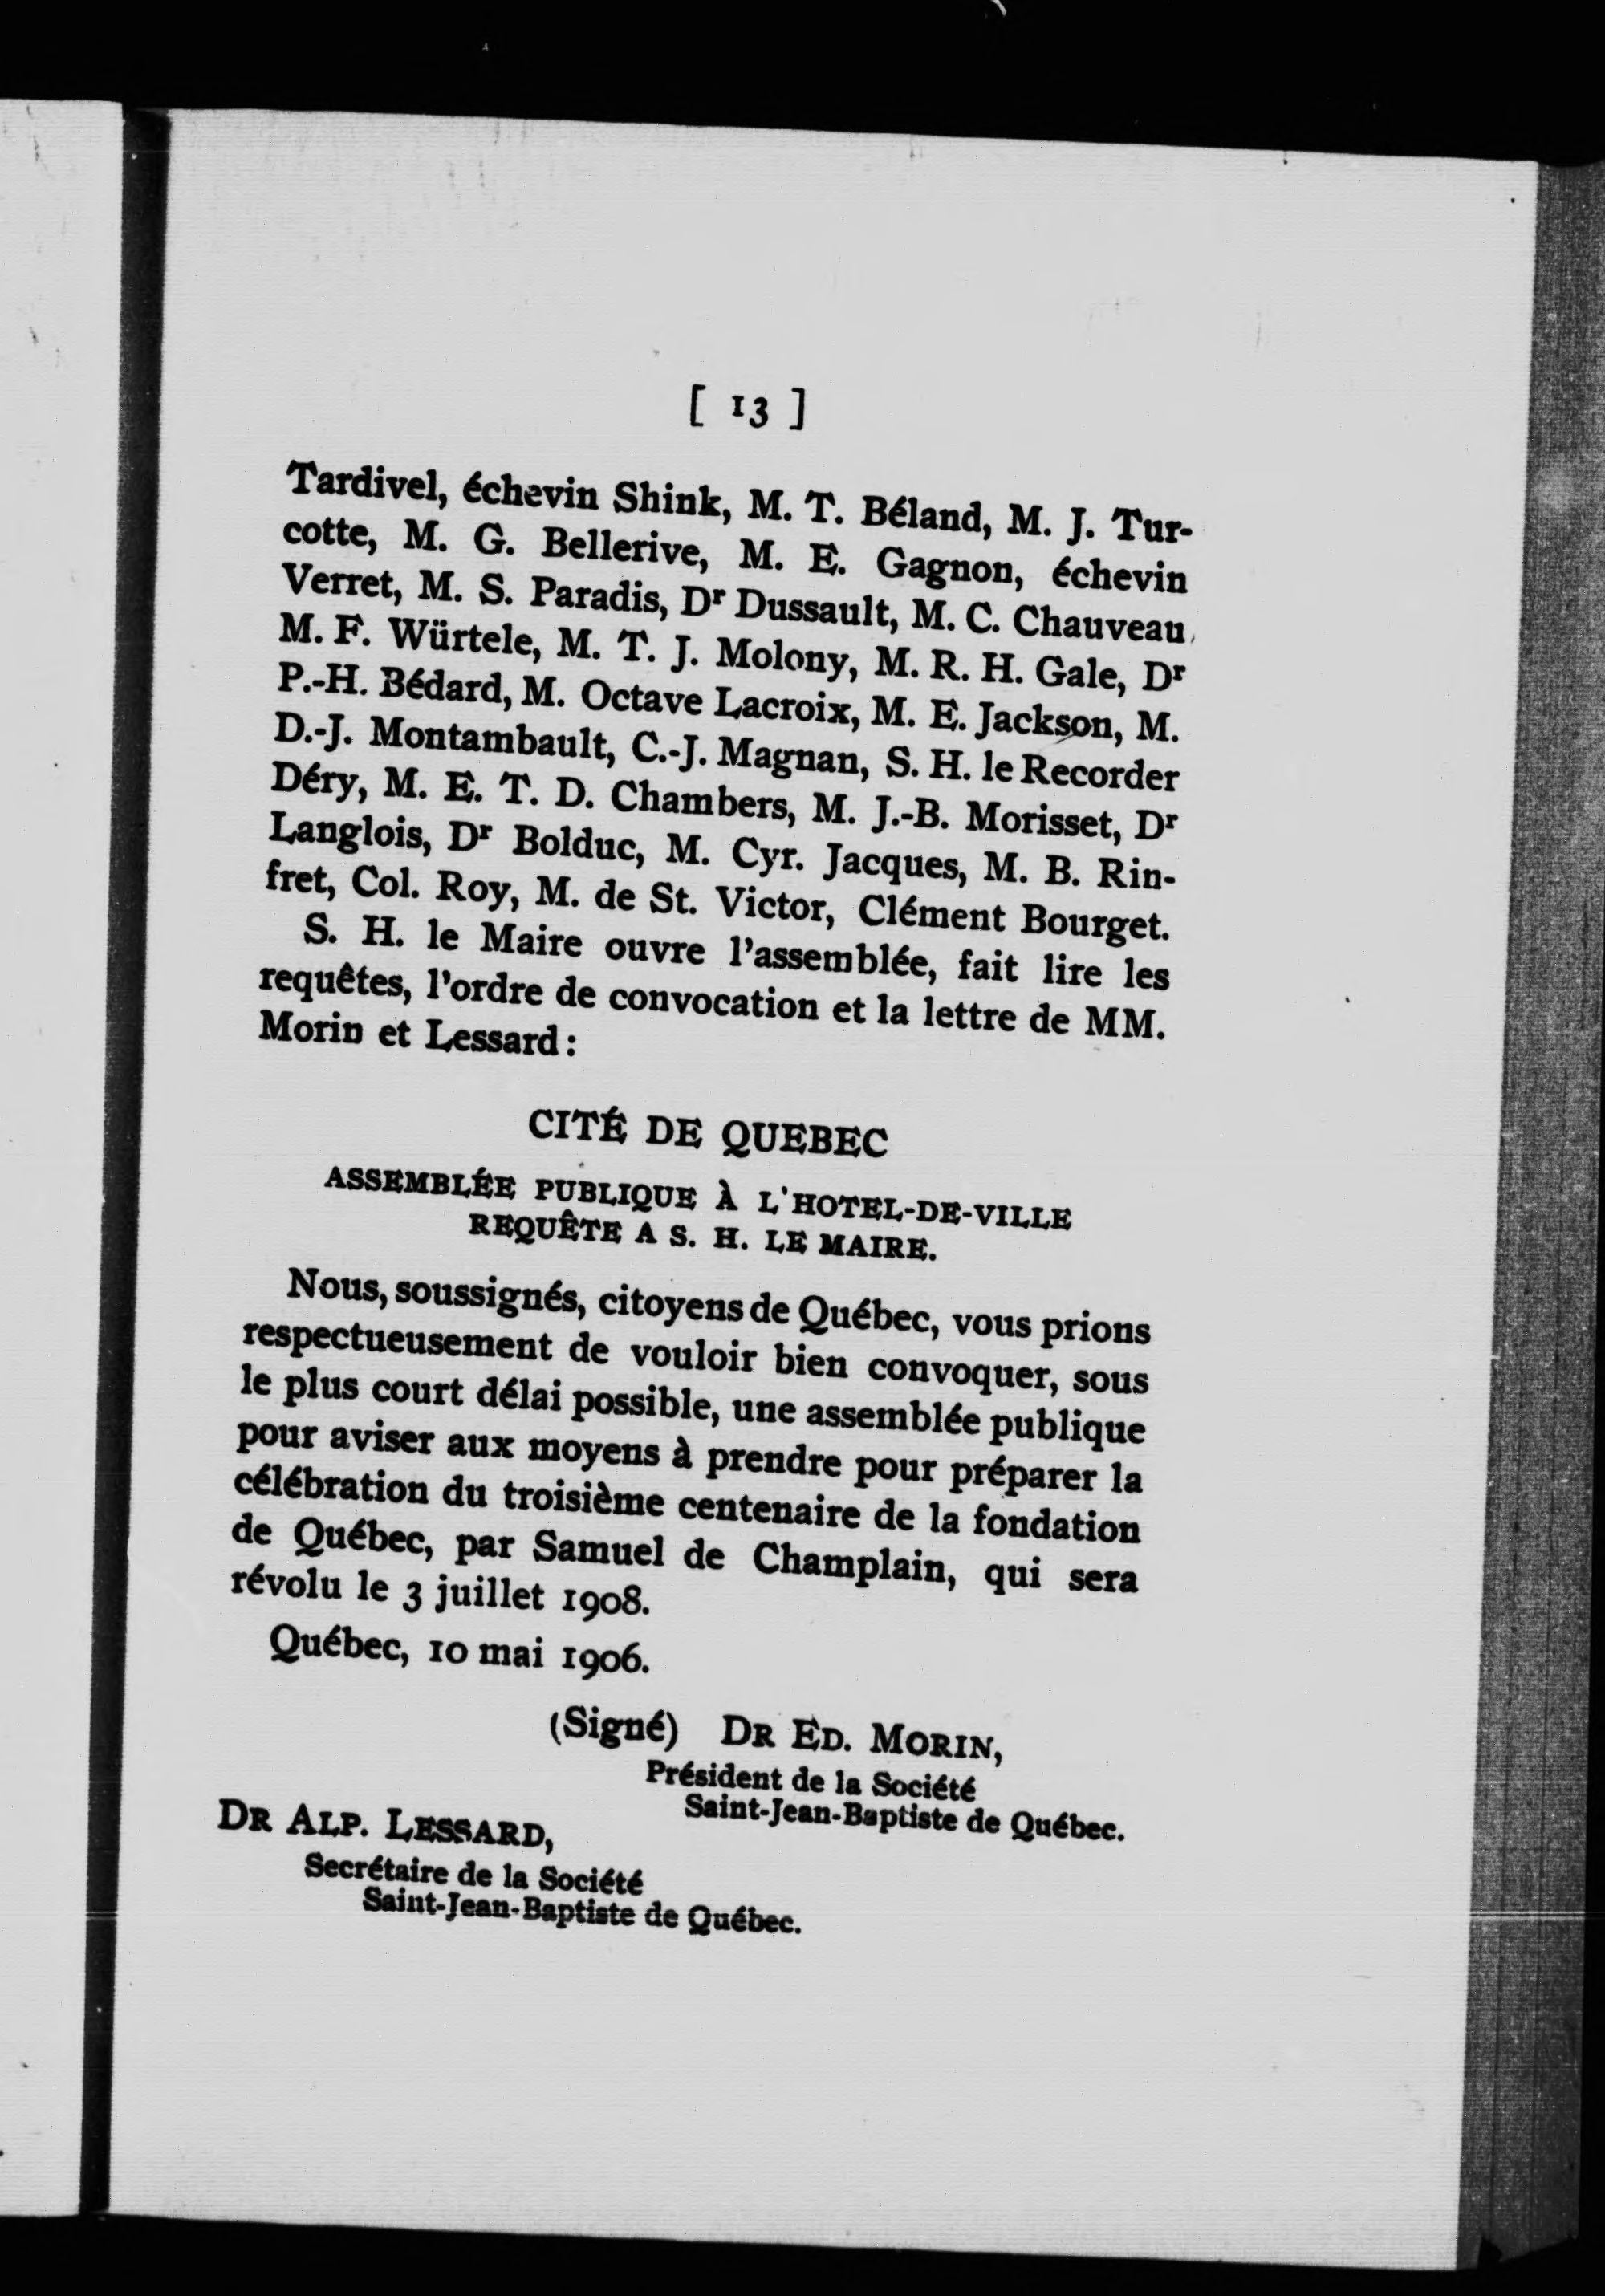 [ 13 ]
Tardivel, échevin Shink, M. T. Béland, M. J. Tur-
cotte, M. G. Bellerive, M. E. Gagnon, échevin
Verret, M. S. Paradis, Dr Dussault, M. C. Chauveau,
M. F. Würtele, M. T. J. Molony, M. R. H. Gale, Dr
P.-H. Bédard, M. Octave Lacroix, M. E. Jackson, M.
D.-J. Montambault, C.-J. Magnan, S. H. le Recorder
Déry, M. E. T. D. Chambers, M. J.-B. Morisset, Dr
Langlois, Dr Bolduc, M. Cyr. Jacques, M. B. Rin-
fret, Col. Roy, M. de St. Victor, Clément Bourget.
S. H. le Maire ouvre l'assemblée, fait lire les
requêtes, l'ordre de convocation et la lettre de MM.
Morin et Lessard :
CITÉ DE QUEBEC
ASSEMBLÉE PUBLIQUE À L'HOTEL-DE-VILLE
REQUÊTE A S. H. LE MAIRE.
Nous, soussignés, citoyens de Québec, vous prions
respectueusement de vouloir bien convoquer, sous
le plus court délai possible, une assemblée publique
pour aviser aux moyens à prendre pour préparer la
célébration du troisième centenaire de la fondation
de Québec, par Samuel de Champlain, qui sera
révolu le 3 juillet 1908.
Québec, 10 mai 1906.
(Signé) DR ED. MORIN,
Président de la Société
Saint-Jean-Baptiste de Québec.
DR ALP. LESSARD,
Secrétaire de la Société
Saint-Jean-Baptiste de Québec.